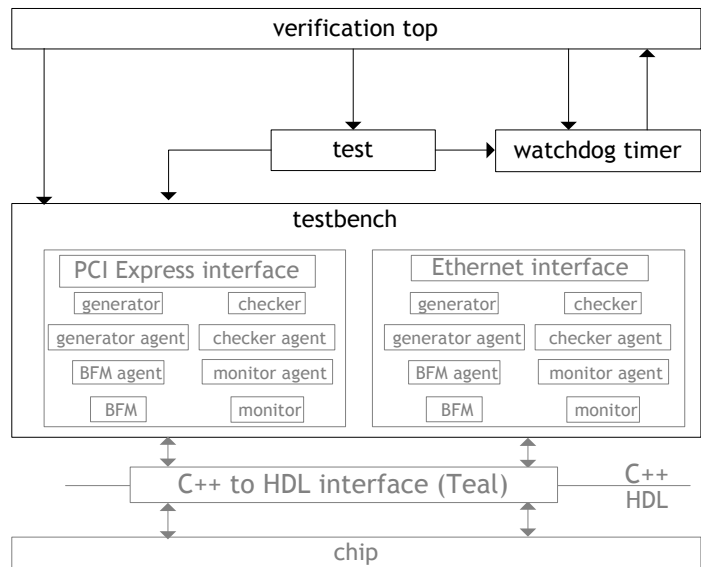 verification top
test
watchdog timer
testbench
PCI Express interface
generator
checker
generator agent
checker agent
BFM agent
monitor agent
BFM
monitor
Ethernet interface
generator
checker
generator agent
checker agent
BFM agent
monitor agent
BFM
monitor
C++ to HDL interface (Teal)
C++
HDL
chip